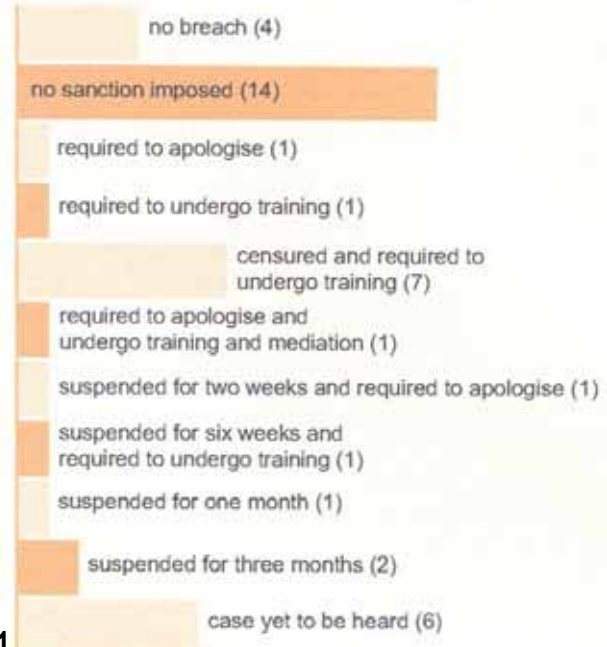 no breach (4)
no sanction imposed (14)
required to apologise (1)
required to undergo training (1)
censured and required to
undergo training (7)
required to apologise and
undergo training and mediation (1)
suspended for two weeks and required to apologise (1)
suspended for six weeks and
required to undergo training (1)
suspended for one month (1)
suspended for three months (2)
case yet to be heard (6)
1